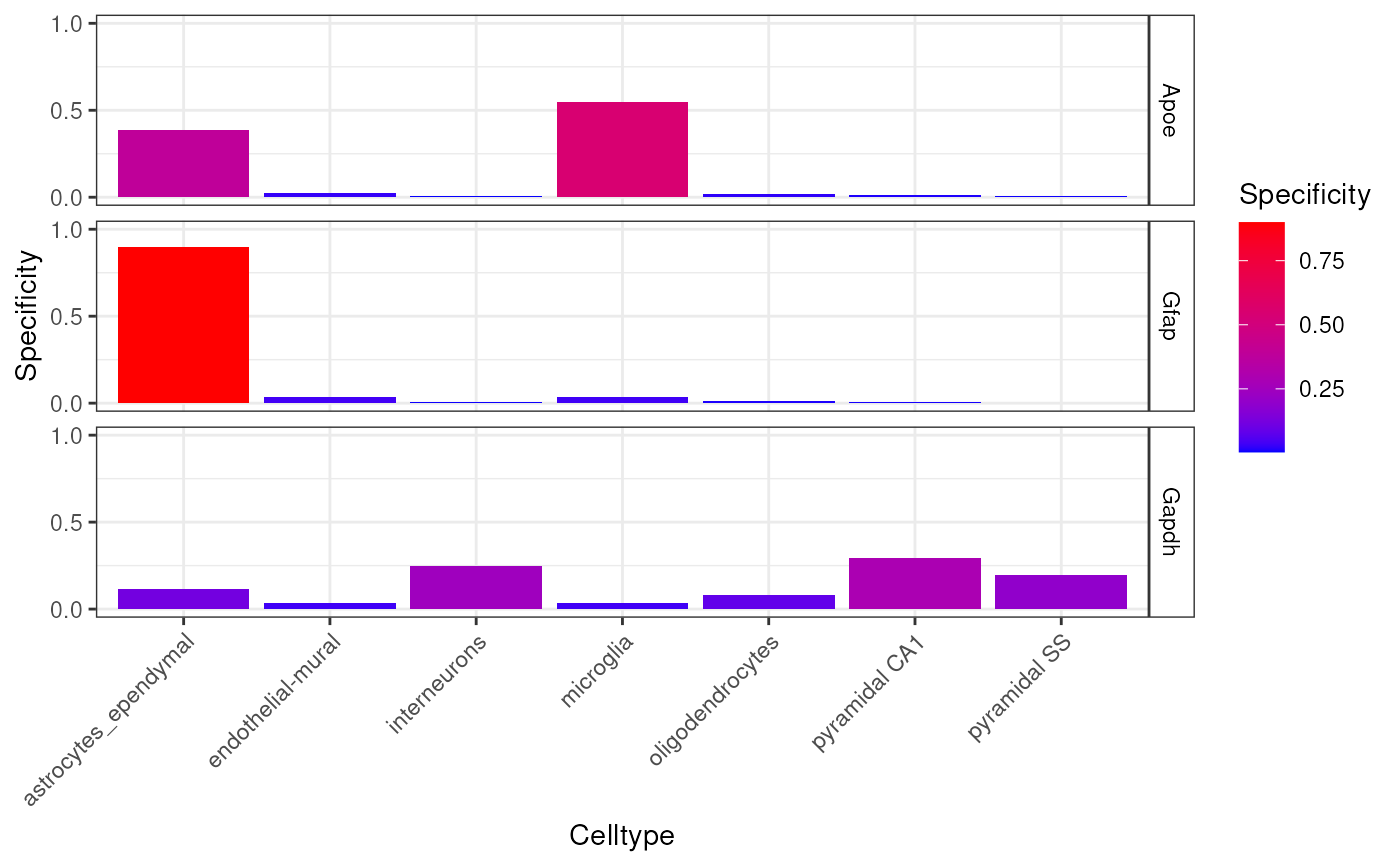 1.0
0.5
0.0
Apoe
1.0
0.5
0.0
Gfap
1.0
0.5
0.0
Gapdh
Specificity
astrocytes_ependymal
endothelial-mural
interneurons
microglia
oligodendrocytes
pyramidal CA1
pyramidal SS
Celltype
Specificity
0.75
0.50
0.25